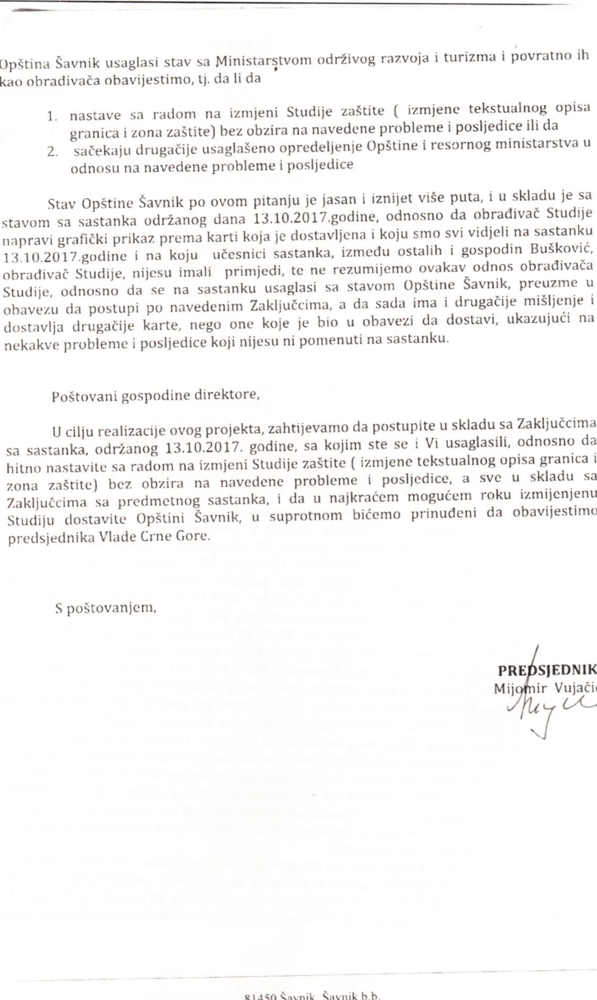 Opština Šavnik usaglasi stav sa Ministarstvom održivog razvoja i turizma i povratno ih
kao obrađivača obavijestimo, tj. da li da
1. nastave sa radom na izmjeni Studije zaštite ( izmjene tekstualnog opisa
granica i zona zaštite) bez obzira na navedene probleme i posljedice ili da
2. sačekaju drugačije usaglašeno opredeljenje Opštine i resornog ministarstva u
odnosu na navedene probleme i posljedice
Stav Opštine Šavnik po ovom pitanju je jasan i iznijet više puta, i u skladu je sa
stavom sa sastanka održanog dana 13.10.2017.godine, odnosno da obrađivač Studije
napravi grafički prikaz prema karti koja je dostavljena i koju smo svi vidjeli na sastanku
13.10.2017.godine i na koju učesnici sastanka, između ostalih i gospodin Bušković,
obrađivač Studije, nijesu imali primjedi, te ne rezumijemo ovakav odnos obrađivača
Studije, odnosno da se na sastanku usaglasi sa stavom Opštine Šavnik, preuzme u
obavezu da postupi po navedenim Zaključcima, a da sada ima i drugačije mišljenje i
dostavlja drugačije karte, nego one koje je bio u obavezi da dostavi, ukazujući na
nekakve probleme i posljedice koji nijesu ni pomenuti na sastanku.
Poštovani gospodine direktore,
U cilju realizacije ovog projekta, zahtijevamo da postupite u skladu sa Zaključcima
sa sastanka, održanog 13.10.2017. godine, sa kojim ste se i Vi usaglasili, odnosno da
hitno nastavite sa radom na izmjeni Studije zaštite ( izmjene tekstualnog opisa granica i
zona zaštite) bez obzira na navedene probleme i posljedice, a sve u skladu sa
Zaključcima sa predmetnog sastanka, i da u najkraćem mogućem roku izmijenjenu
Studiju dostavite Opštini Šavnik, u suprotnom bićemo prinuđeni da obavijestimo
predsjednika Vlade Crne Gore.
S poštovanjem,
PREDSJEDNIK
Mijomir Vujačić
81450 Šavnik, Šavnik b.b.